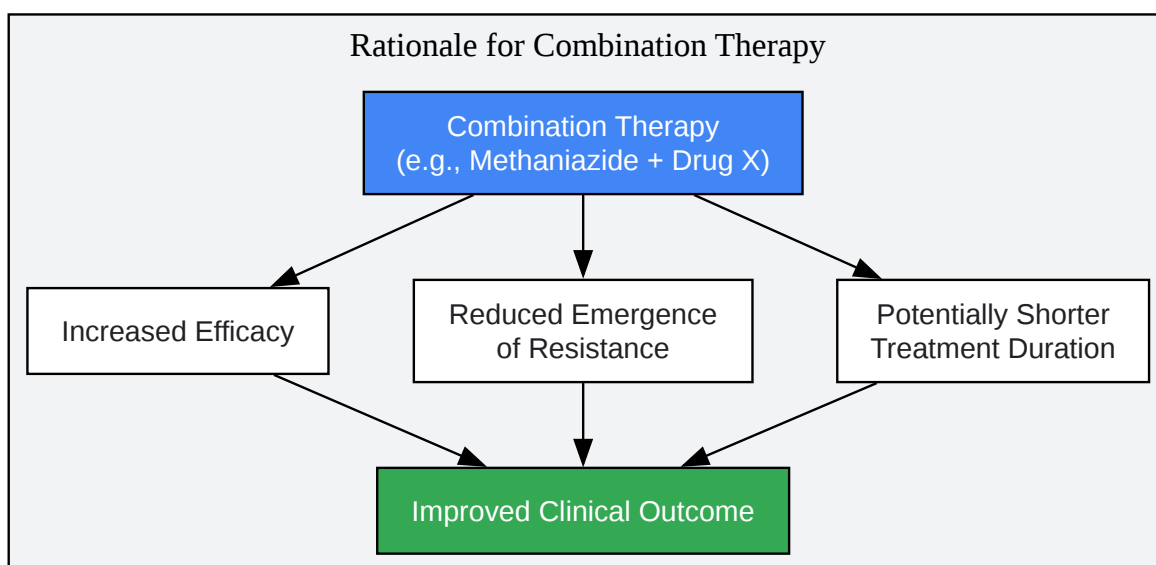 Rationale for Combination Therapy
Combination Therapy
(e.g., Methaniazide + Drug X)
Increased Efficacy
Reduced Emergence
of Resistance
Potentially Shorter
Treatment Duration
Improved Clinical Outcome